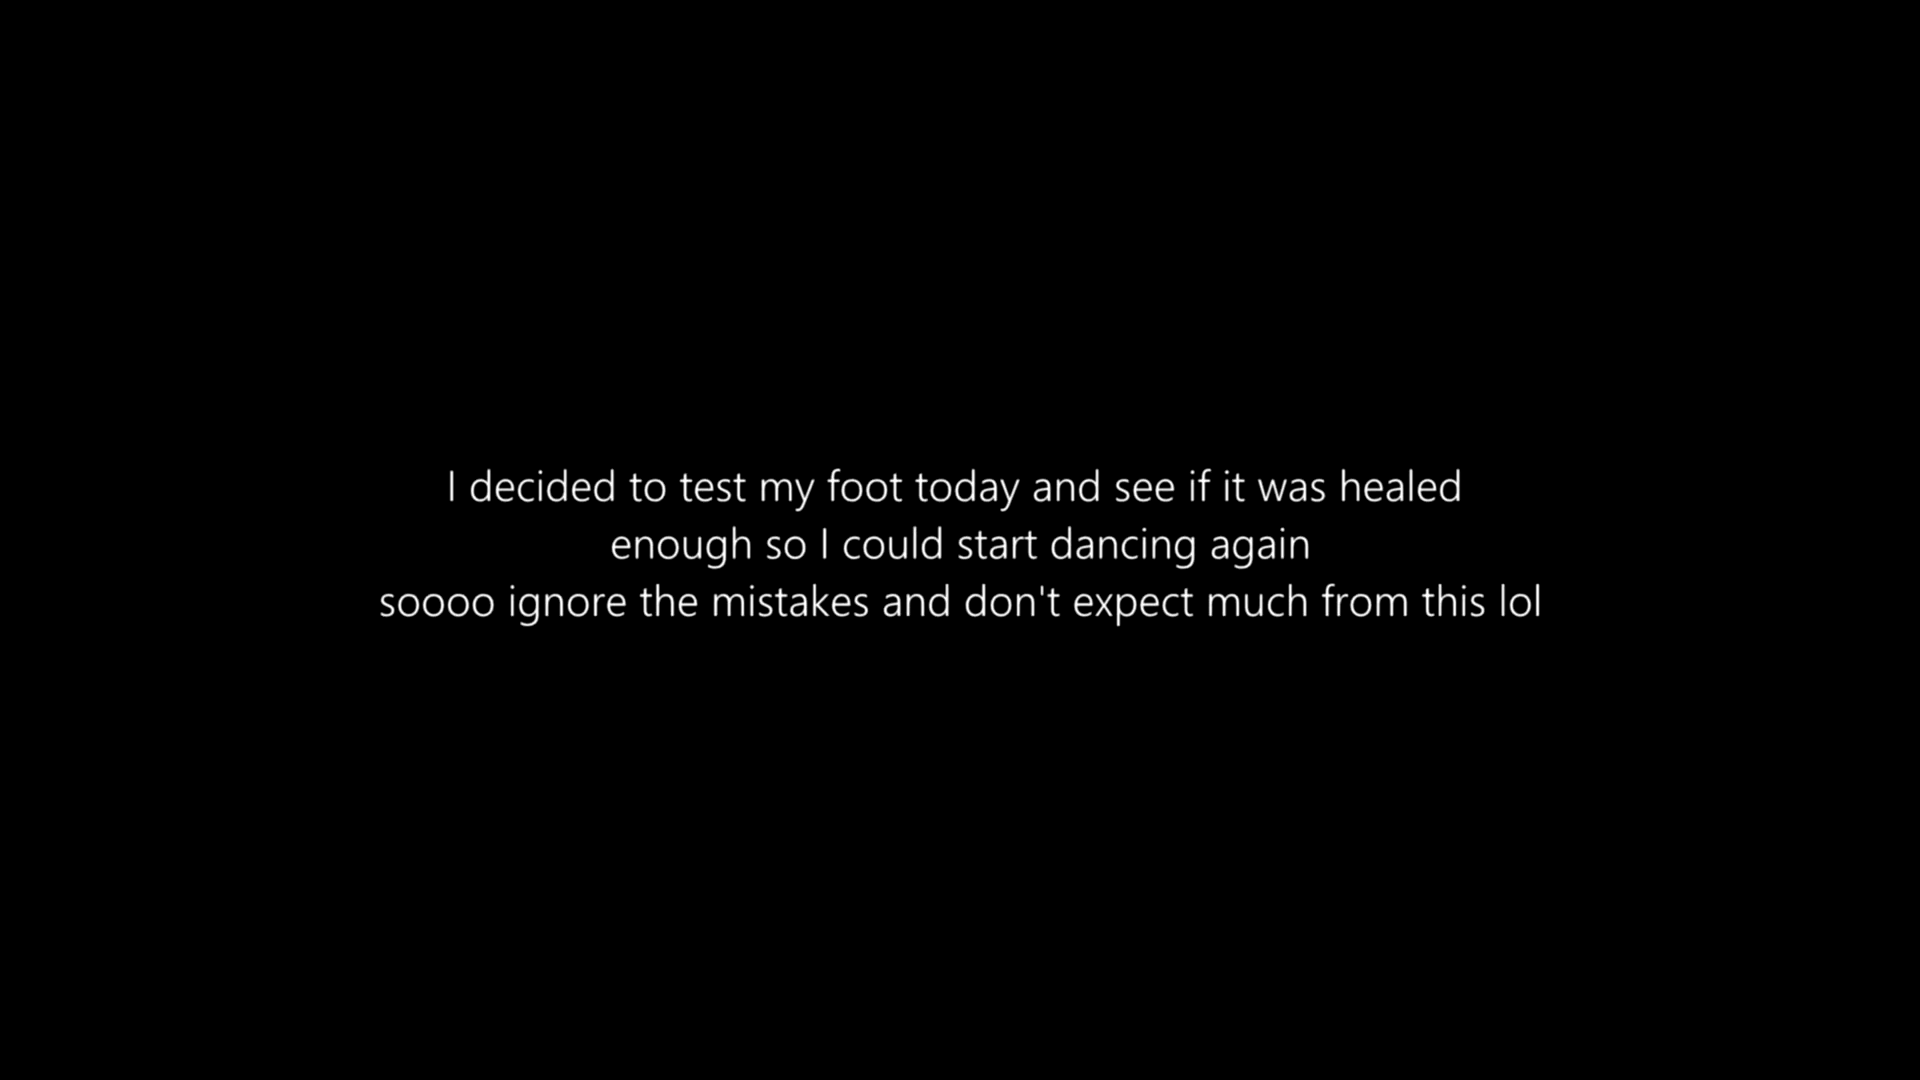 I decided to test my foot today and see if it was healed
enough so I could start dancing again
soooo ignore the mistakes and don't expect much from this lol